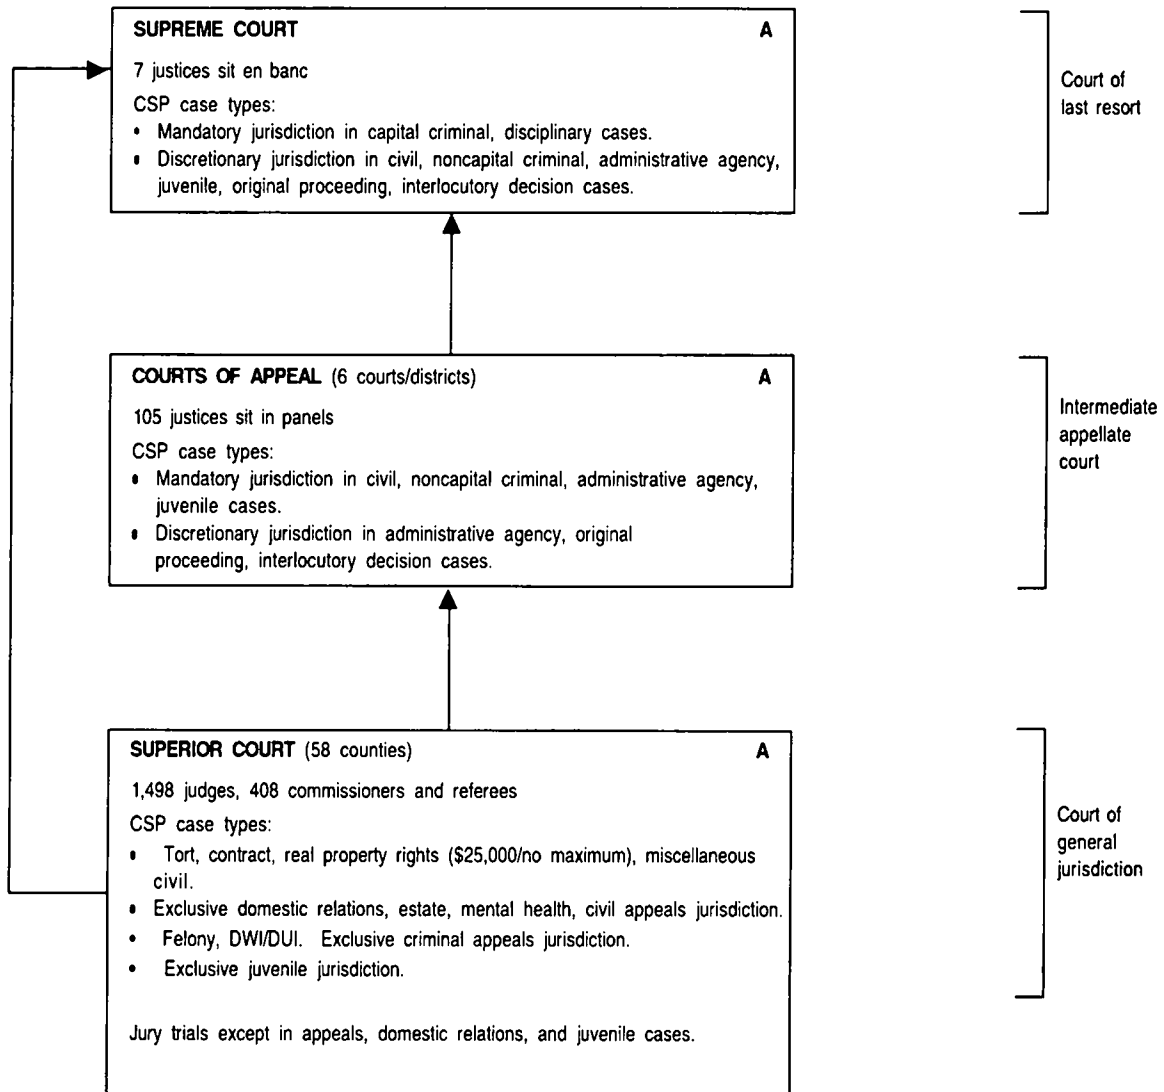 SUPREME COURT A
7 justices sit en banc
CSP case types:
• Mandatory jurisdiction in capital criminal, disciplinary cases.
• Discretionary jurisdiction in civil, noncapital criminal, administrative agency,
juvenile, original proceeding, interlocutory decision cases.
Court of
last resort
COURTS OF APPEAL (6 courts/districts) A
105 justices sit in panels
CSP case types:
• Mandatory jurisdiction in civil, noncapital criminal, administrative agency,
juvenile cases.
• Discretionary jurisdiction in administrative agency, original
proceeding, interlocutory decision cases.
Intermediate
appellate
court
SUPERIOR COURT (58 counties) A
1,498 judges, 408 commissioners and referees
CSP case types:
• Tort, contract, real property rights ($25,000/no maximum), miscellaneous
civil.
• Exclusive domestic relations, estate, mental health, civil appeals jurisdiction.
• Felony, DWI/DUI. Exclusive criminal appeals jurisdiction.
• Exclusive juvenile jurisdiction.
Jury trials except in appeals, domestic relations, and juvenile cases.
Court of
general
jurisdiction